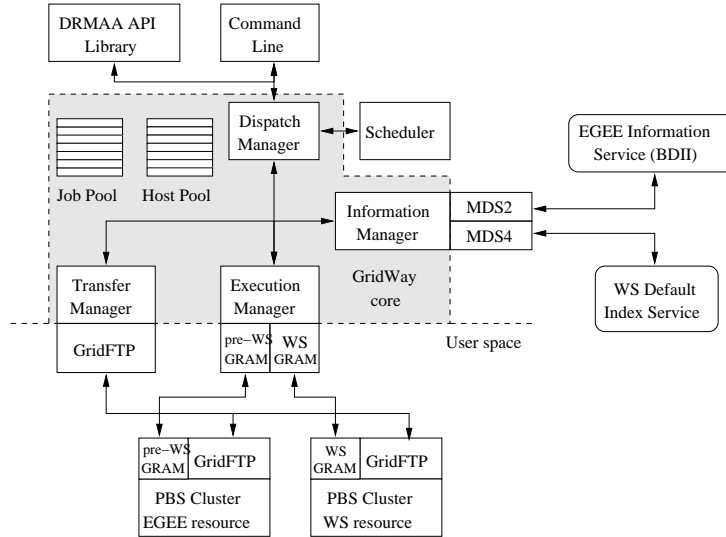 DRMAA API
Library
Command
Line
Dispatch
Manager
Scheduler
EGEE Information
Service (BDII)
Job Pool
Host Pool
Information
Manager
MDS2
MDS4
GridWay
core
Transfer
Manager
Execution
Manager
WS Default
Index Service
GridFTP
pre−WS
GRAM
WS
GRAM
User space
pre−WS
GRAM
GridFTP
WS
GRAM
GridFTP
PBS Cluster
EGEE resource
PBS Cluster
WS resource